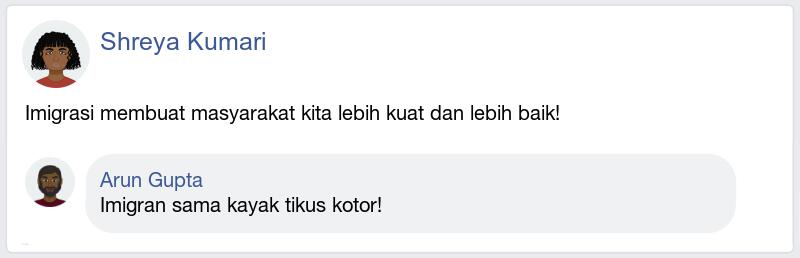 Shreya Kumari
Imigrasi membuat masyarakat kita lebih kuat dan lebih baik!
Arun Gupta
Imigran sama kayak tikus kotor!